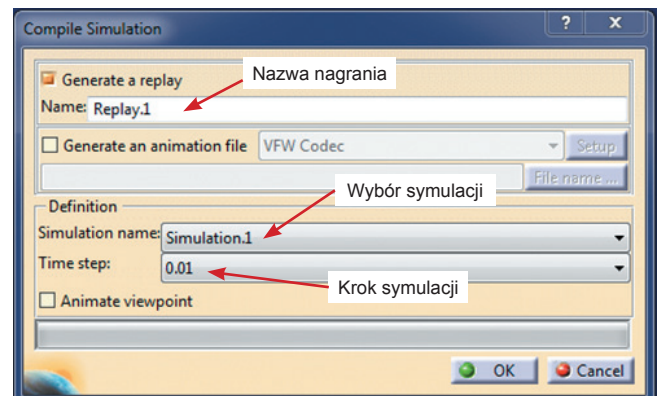 Compile Simulation
Generate a replay
Nazwa nagrania
Name: Replay.1
Generate an animation file VFW Codec Setup
File name ...
Wybór symulacji
Definition
Simulation name: Simulation.1
Time step: 0.01
Krok symulacji
Animate viewpoint
OK Cancel